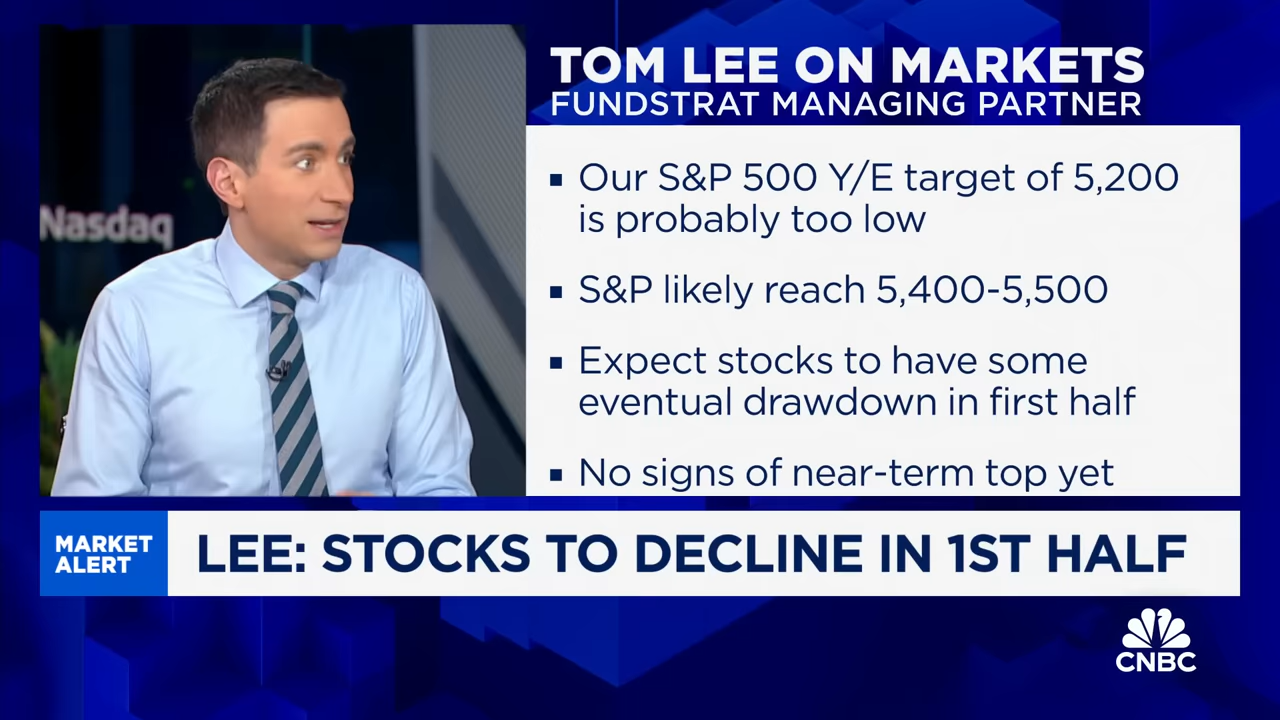 TOM LEE ON MARKETS
FUNDSTRAT MANAGING PARTNER
Nasdaq
▪ Our S&P 500 Y/E target of 5,200
is probably too low
▪ S&P likely reach 5,400-5,500
▪ Expect stocks to have some
eventual drawdown in first half
▪ No signs of near-term top yet
MARKET
ALERT
LEE: STOCKS TO DECLINE IN 1ST HALF
CNBC